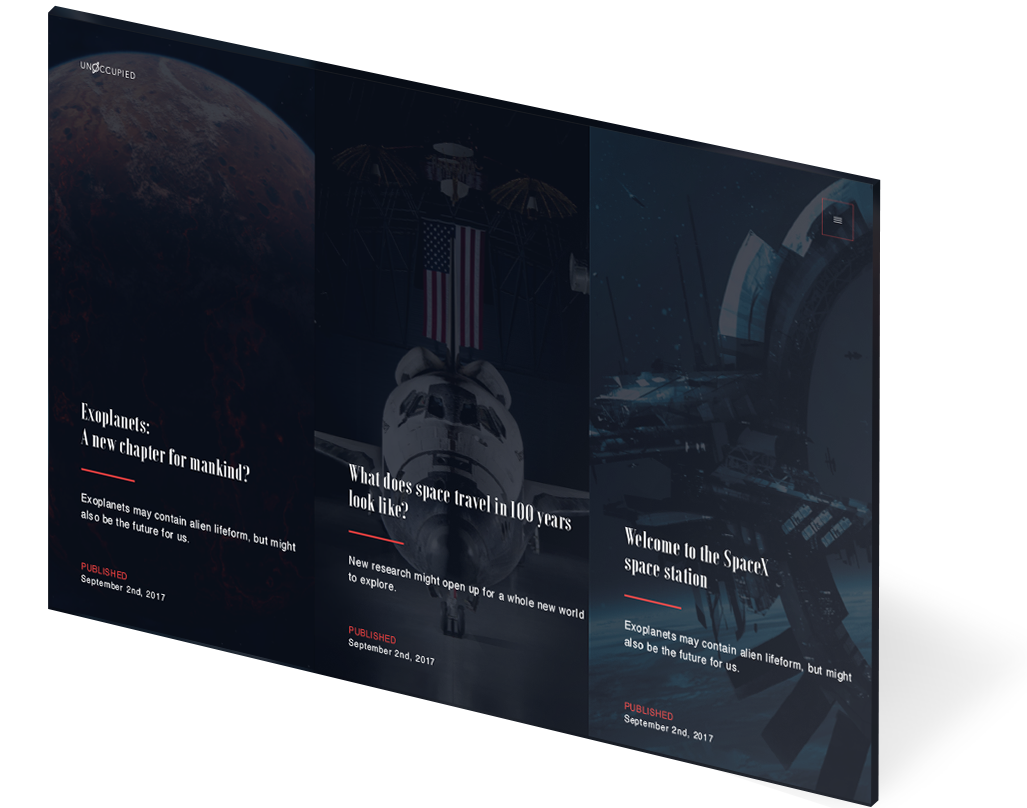 UNOCCUPIED
Exoplanets:
A new chapter for mankind?
Exoplanets may contain alien lifeform, but might
also be the future for us.
PUBLISHED
September 2nd, 2017
What does space travel in 100 years
look like?
New research might open up for a whole new world
to explore.
PUBLISHED
September 2nd, 2017
Welcome to the SpaceX
space station
Exoplanets may contain alien lifeform, but might
also be the future for us.
PUBLISHED
September 2nd, 2017